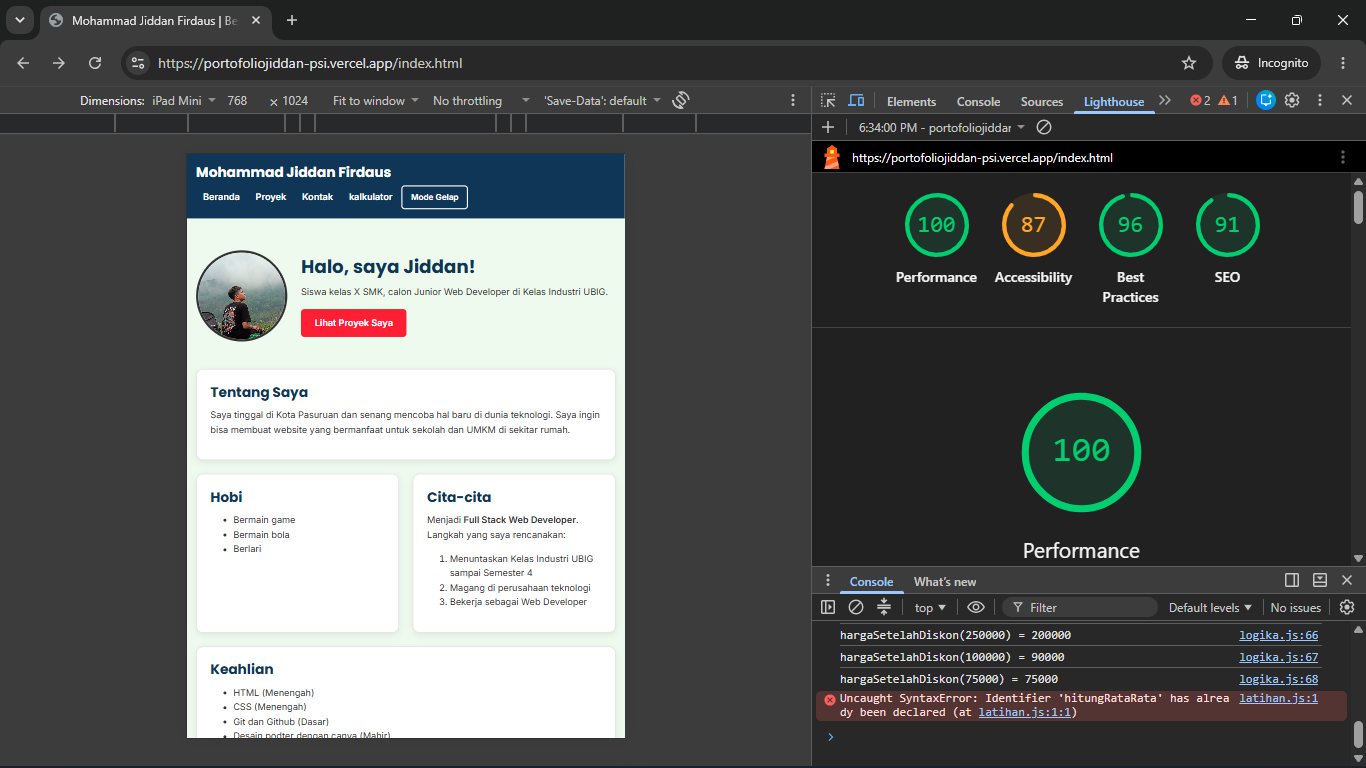 Mohammad Jiddan Firdaus | Be
https://portofoliojiddan-psi.vercel.app/index.html
Incognito
Dimensions: iPad Mini 768 × 1024 Fit to window No throttling 'Save-Data': default
Elements Console Sources Lighthouse 2 1
6:34:00 PM - portofoliojiddar
https://portofoliojiddan-psi.vercel.app/index.html
Mohammad Jiddan Firdaus
Beranda Proyek Kontak kalkulator Mode Gelap
Halo, saya Jiddan!
Siswa kelas X SMK, calon Junior Web Developer di Kelas Industri UBIG.
Lihat Proyek Saya
Tentang Saya
Saya tinggal di Kota Pasuruan dan senang mencoba hal baru di dunia teknologi. Saya ingin
bisa membuat website yang bermanfaat untuk sekolah dan UMKM di sekitar rumah.
Hobi
Bermain game
Bermain bola
Berlari
Cita-cita
Menjadi Full Stack Web Developer.
Langkah yang saya rencanakan:
1. Menuntaskan Kelas Industri UBIG
sampai Semester 4
2. Magang di perusahaan teknologi
3. Bekerja sebagai Web Developer
Keahlian
HTML (Menengah)
CSS (Menengah)
Git dan Github (Dasar)
Desain podter dengan canva (Mahir)
100 87 96 91
Performance Accessibility Best SEO
Practices
100
Performance
Console What's new
top Filter Default levels No issues
hargaSetelahDiskon(250000) = 200000 logika.js:66
hargaSetelahDiskon(100000) = 90000 logika.js:67
hargaSetelahDiskon(75000) = 75000 logika.js:68
Uncaught SyntaxError: Identifier 'hitungRataRata' has alrea latihan.js:1
dy been declared (at latihan.js:1:1)